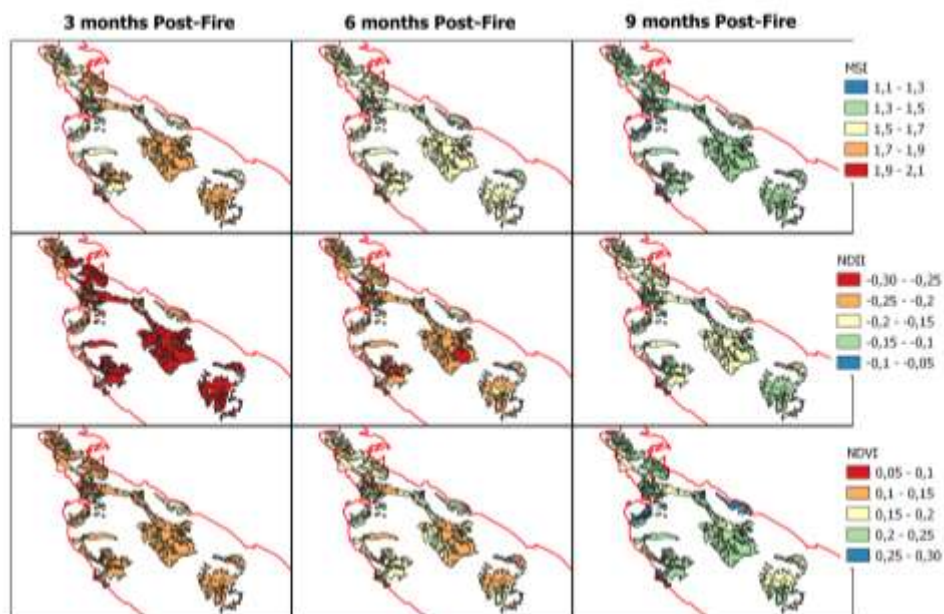 3 months Post-Fire
6 months Post-Fire
9 months Post-Fire
MSI
1,1 - 1,3
1,3 - 1,5
1,5 - 1,7
1,7 - 1,9
1,9 - 2,1
NDII
-0,30 - -0,25
-0,25 - -0,2
-0,2 - -0,15
-0,15 - -0,1
-0,1 - -0,05
NDVI
0,05 - 0,1
0,1 - 0,15
0,15 - 0,2
0,2 - 0,25
0,25 - 0,30